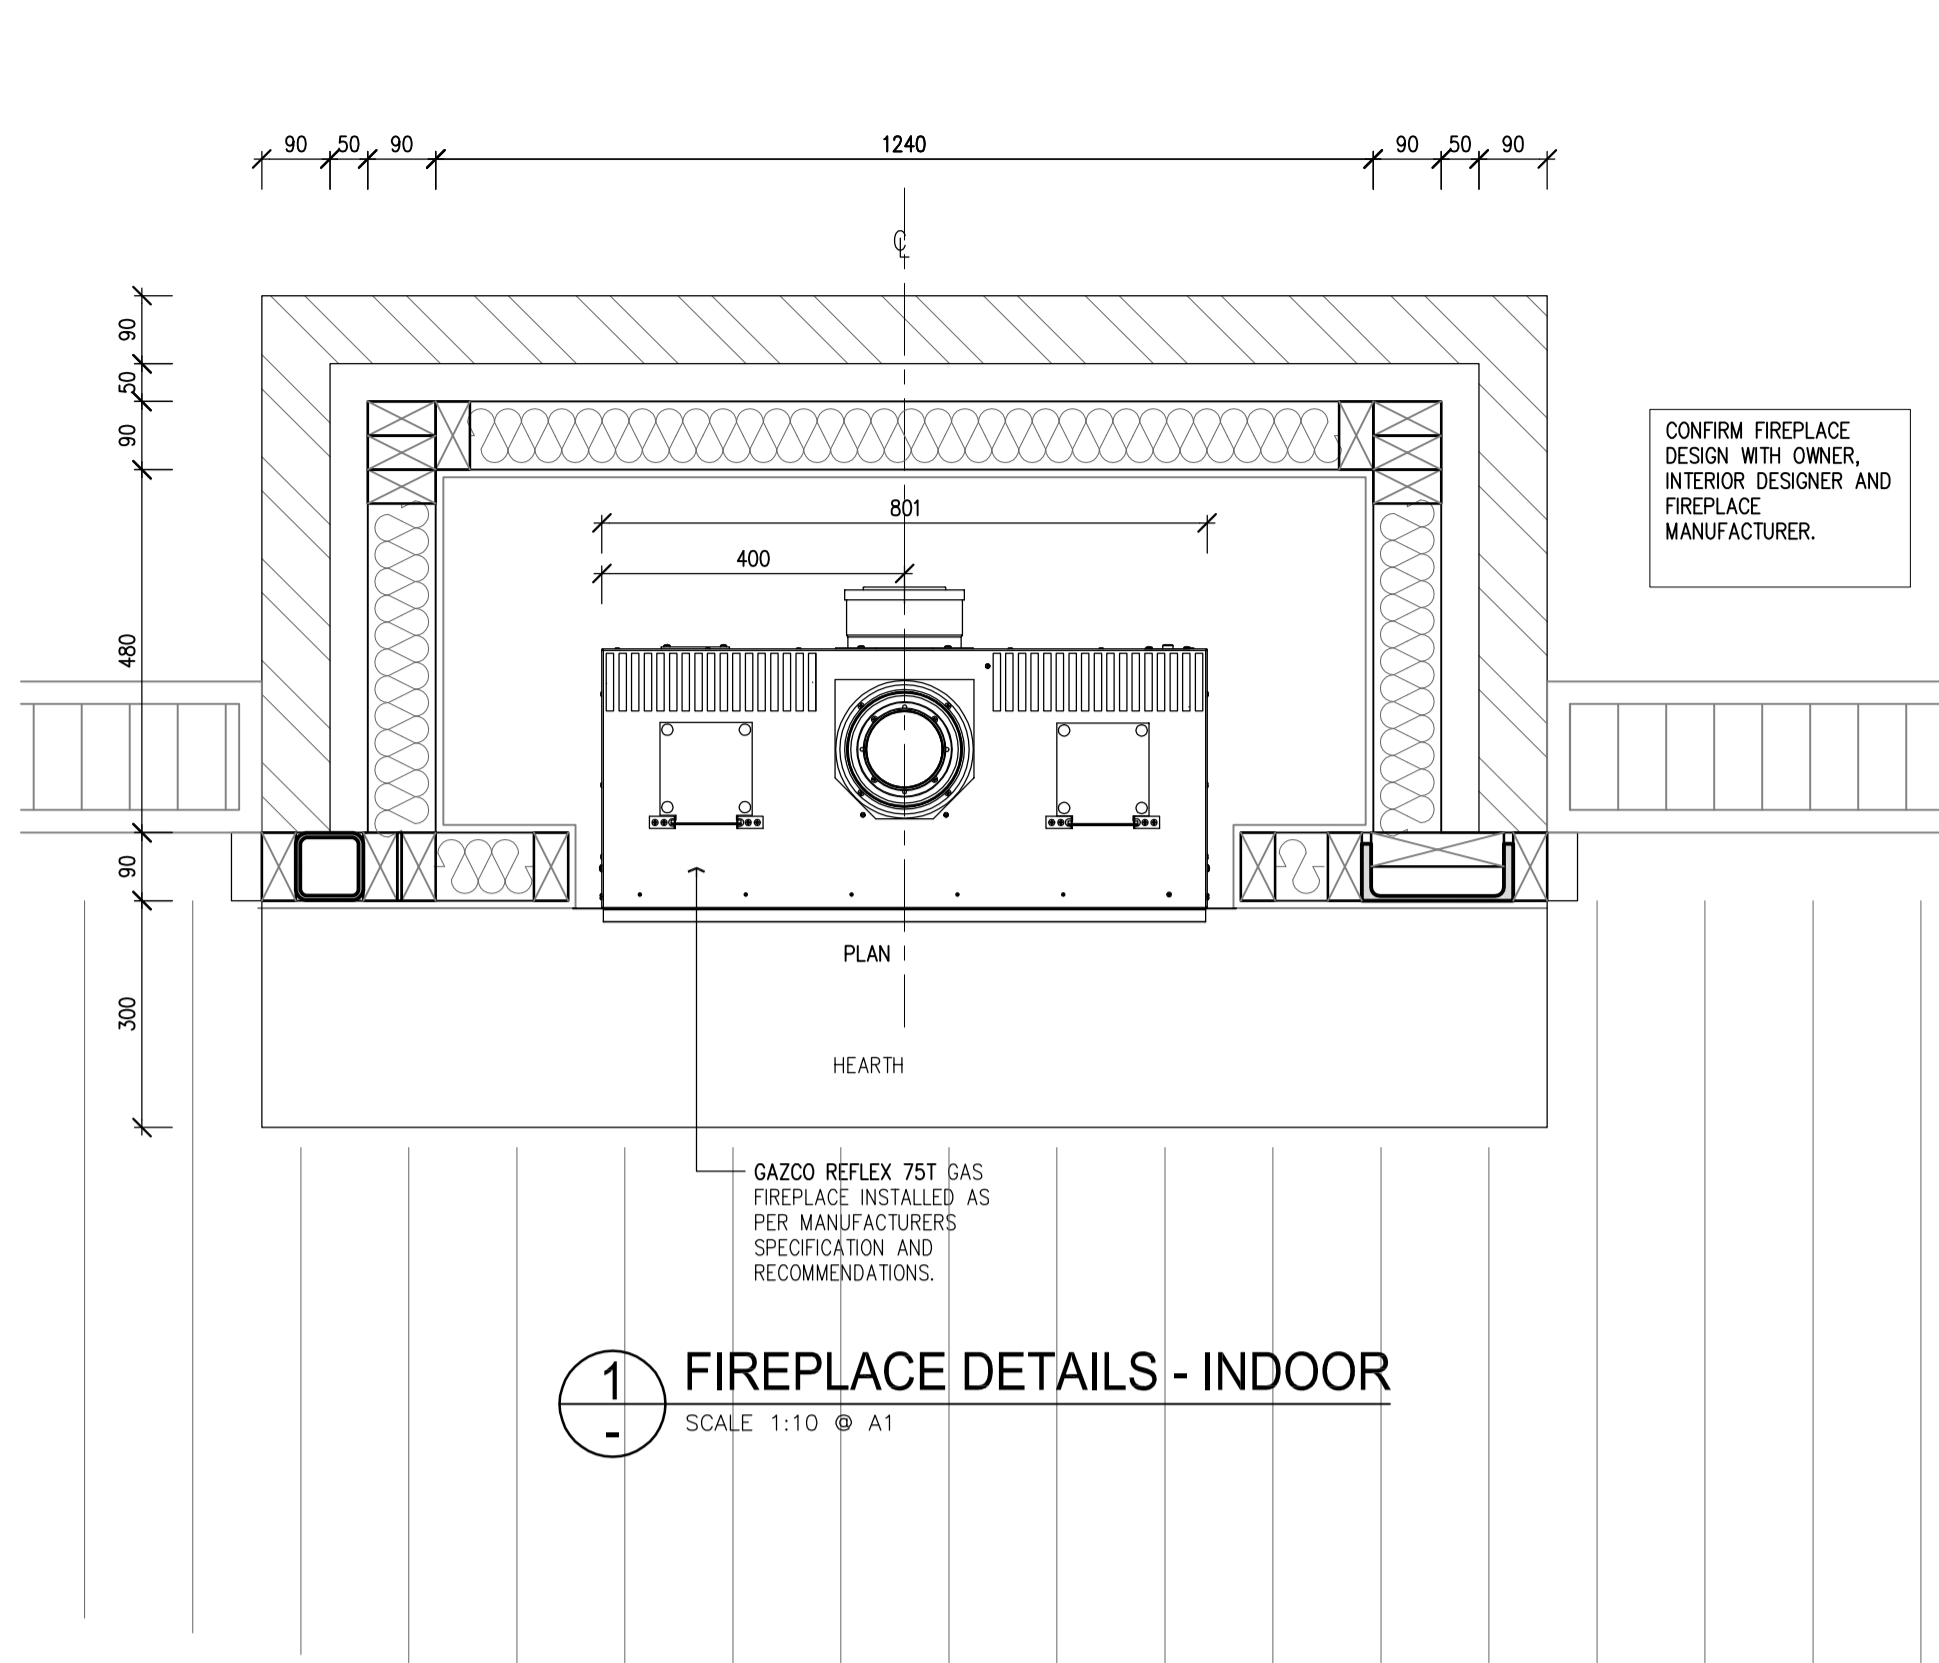 90 50 90 1240 90 50 90
℄
90
50
90
480
90
300
801
400
CONFIRM FIREPLACE
DESIGN WITH OWNER,
INTERIOR DESIGNER AND
FIREPLACE
MANUFACTURER.
PLAN
HEARTH
GAZCO REFLEX 75T GAS
FIREPLACE INSTALLED AS
PER MANUFACTURERS
SPECIFICATION AND
RECOMMENDATIONS.
1
-
FIREPLACE DETAILS - INDOOR
SCALE 1:10 @ A1